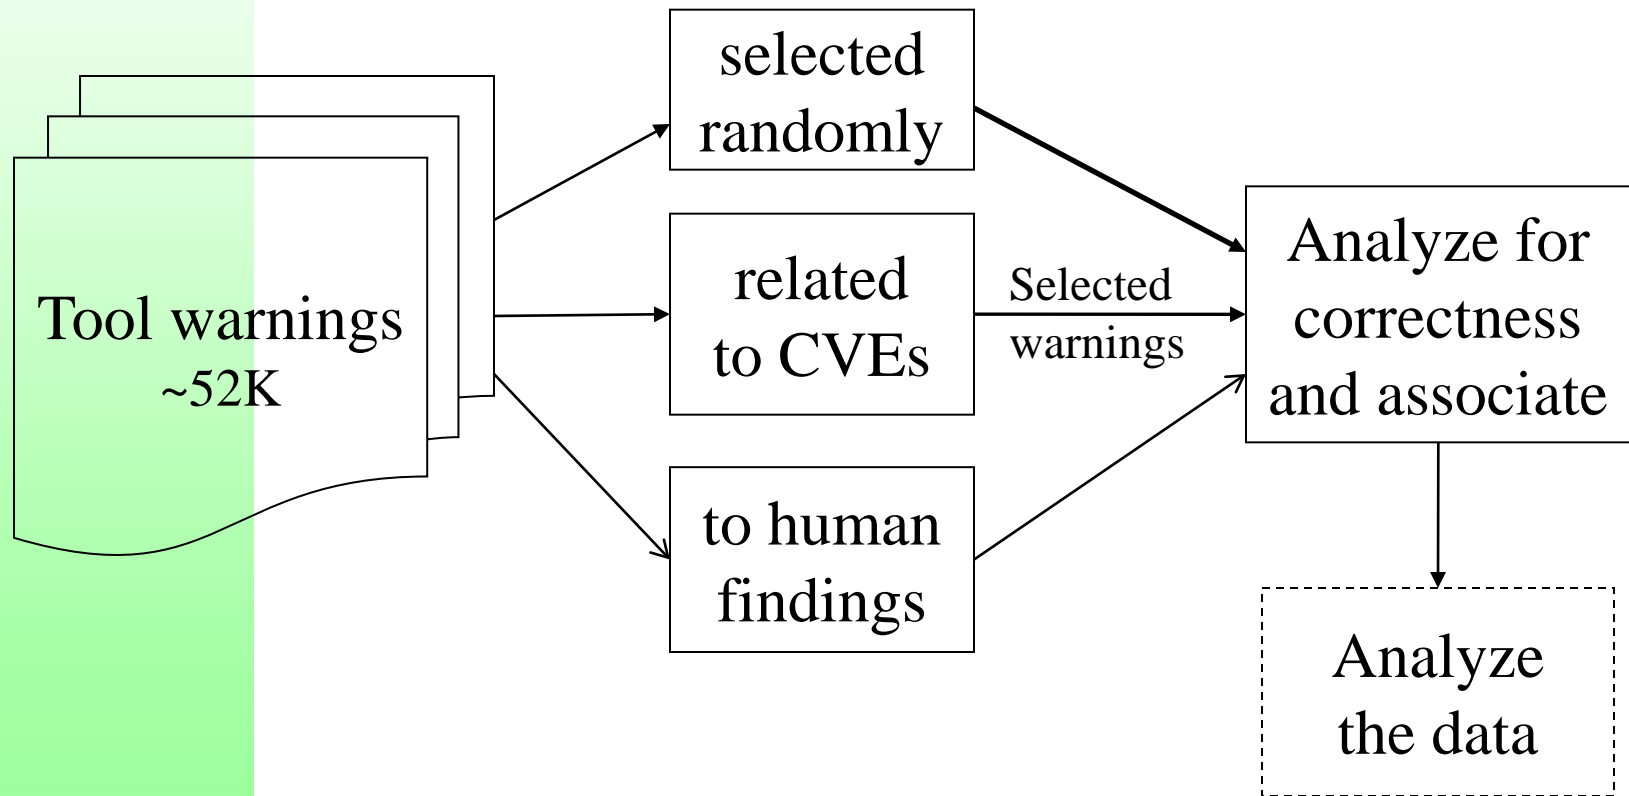 Tool warnings
~52K
selected
randomly
related
to CVEs
to human
findings
Selected
warnings
Analyze for
correctness
and associate
Analyze
the data